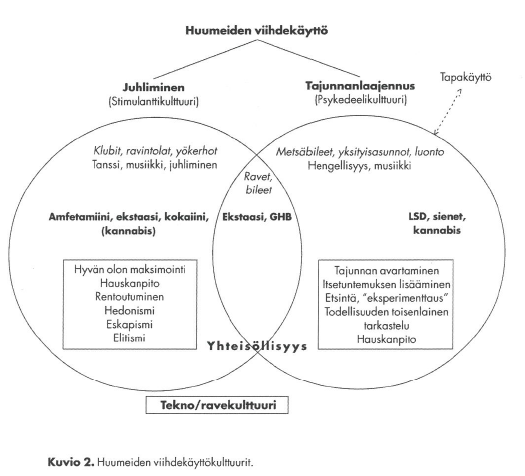 Huumeiden viihdekäyttö
Juhliminen
(Stimulanttikulttuuri)
Tajunnanlaajennus
(Psykedeelikulttuuri)
Tapakäyttö
Klubit, ravintolat, yökerhot
Tanssi, musiikki, juhliminen
Metsäbileet, yksityisasunnot, luonto
Hengellisyys, musiikki
Ravet,
bileet
Amfetamiini, ekstaasi, kokaiini,
(kannabis)
Ekstaasi, GHB
LSD, sienet,
kannabis
Hyvän olon maksimointi
Hauskanpito
Rentoutuminen
Hedonismi
Eskapismi
Elitismi
Tajunnan avartaminen
Itsetuntemuksen lisääminen
Etsintä, "eksperimenttaus"
Todellisuuden toisenlainen
tarkastelu
Hauskanpito
Yhteisöllisyys
Tekno/ravekulttuuri
Kuvio 2. Huumeiden viihdekäyttökulttuurit.